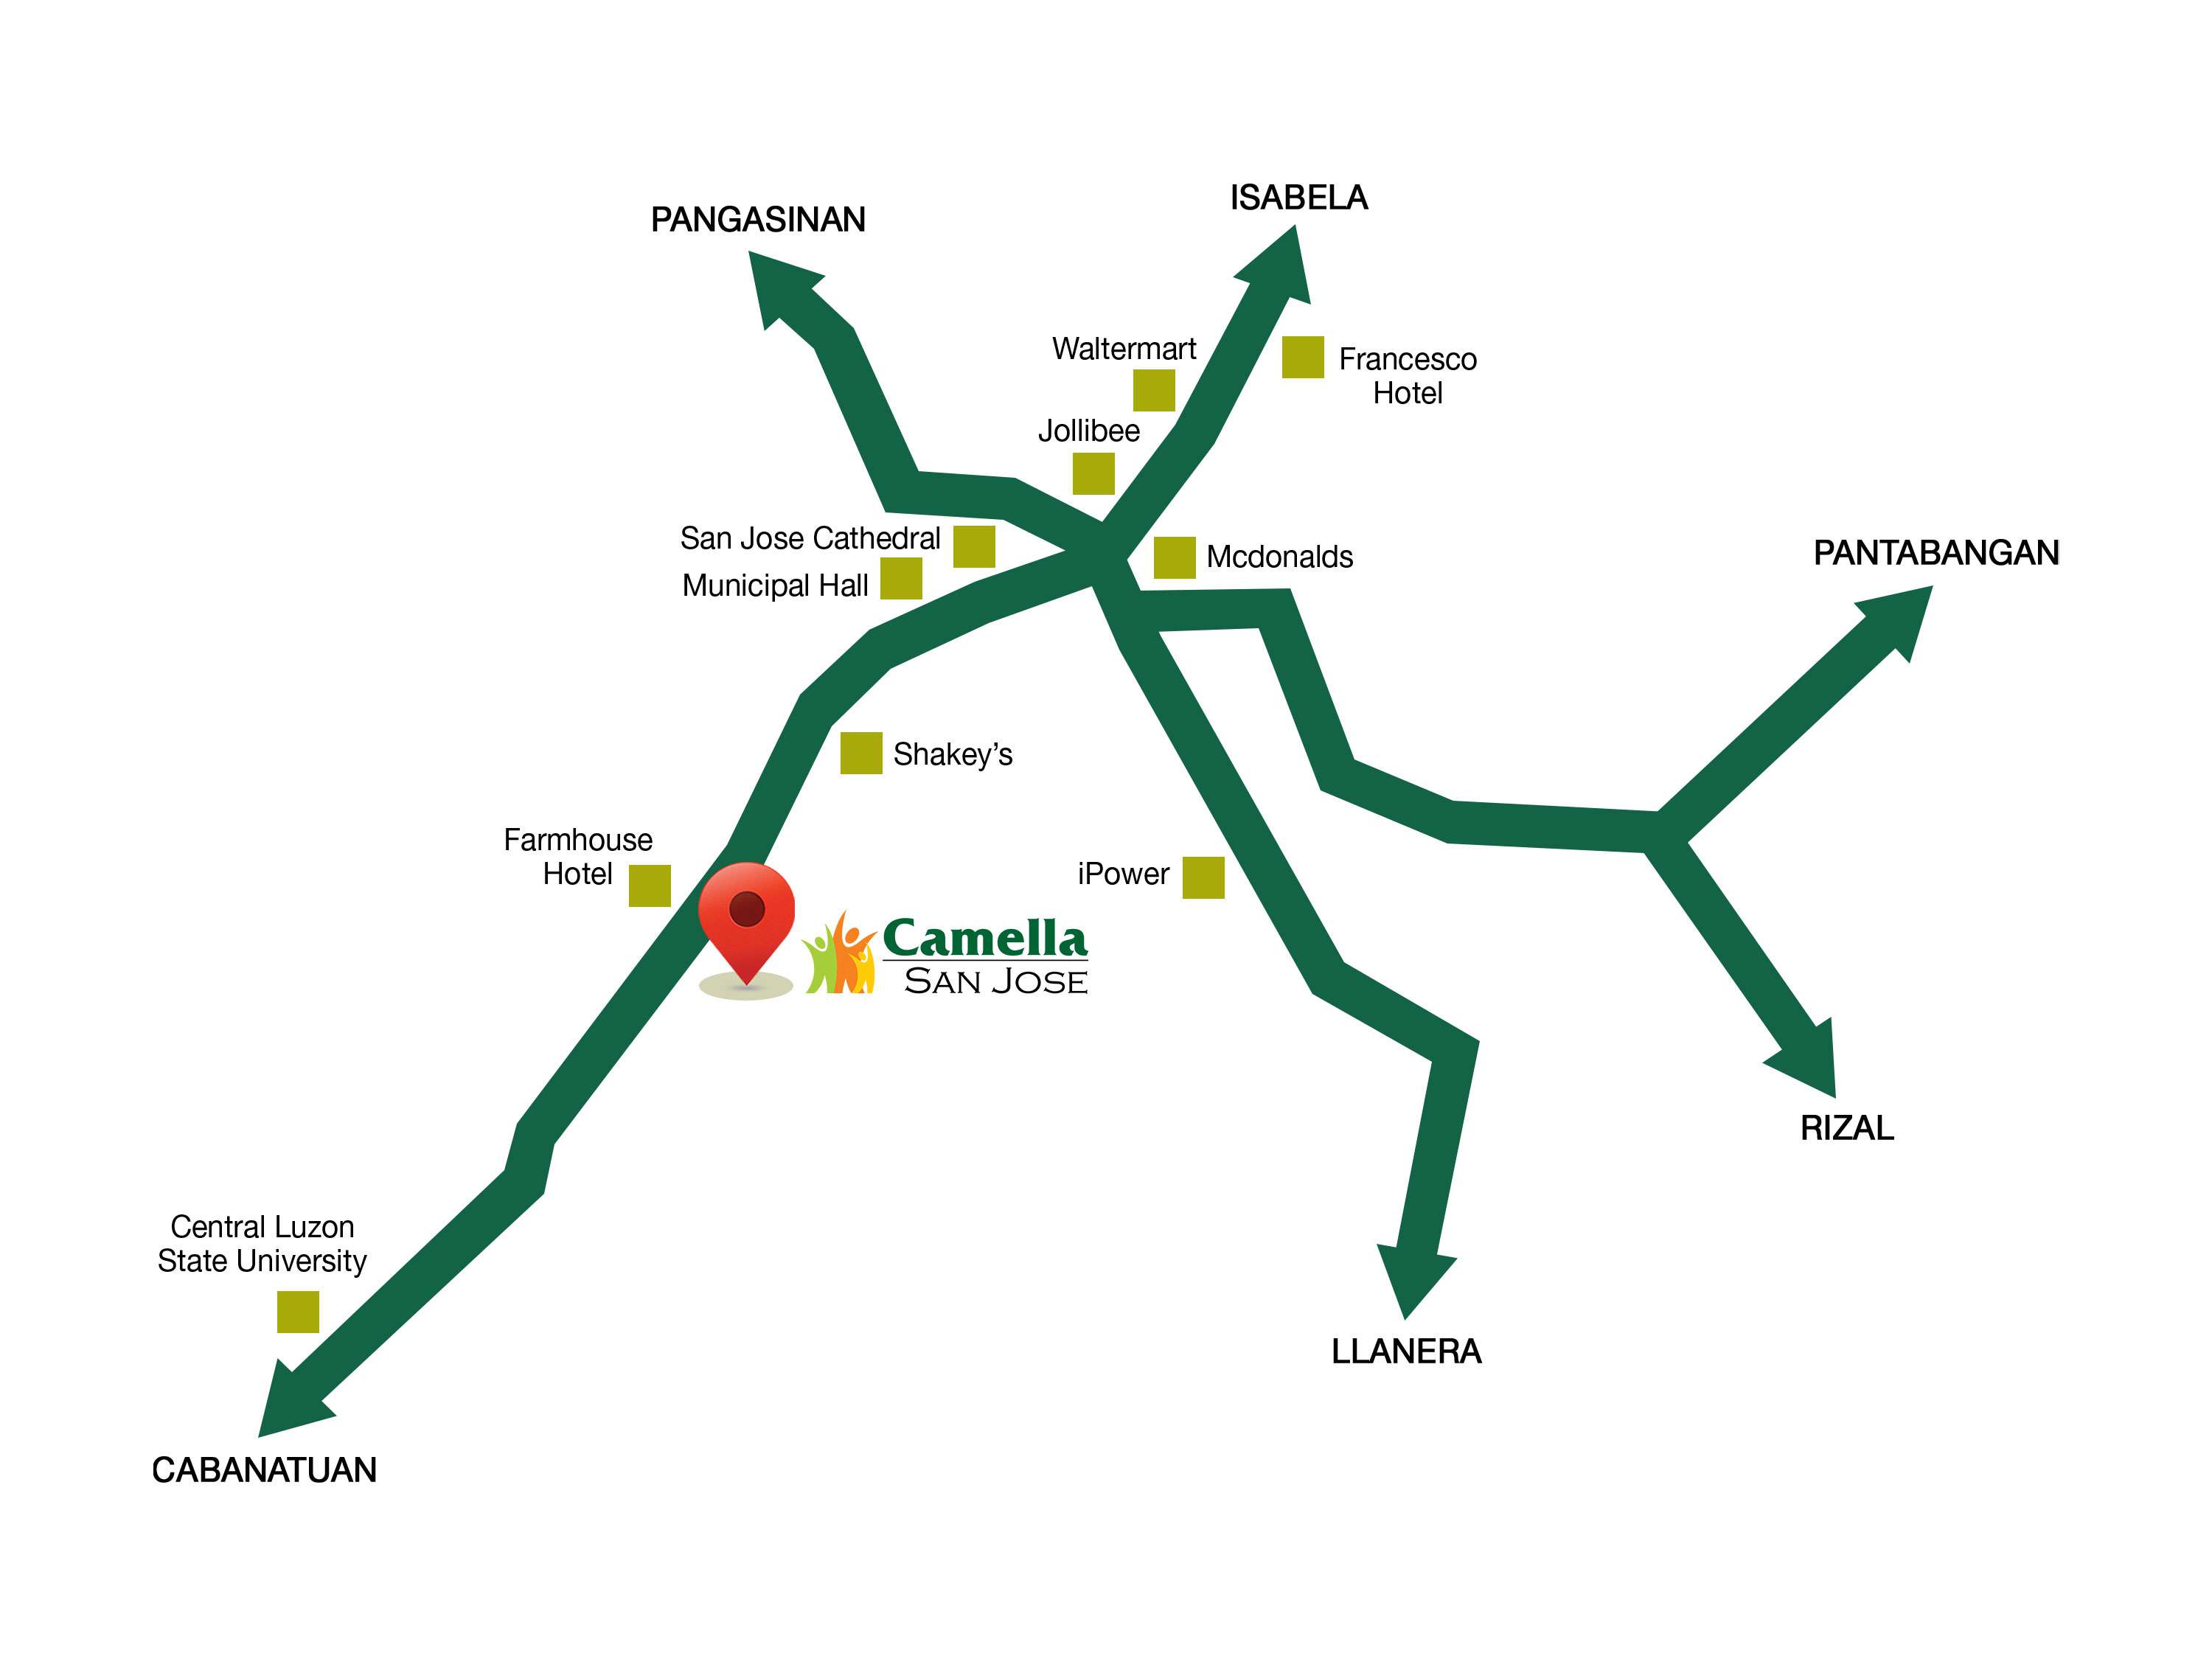 ISABELA
PANGASINAN
Waltermart
Francesco
Hotel
Jollibee
San Jose Cathedral
Municipal Hall
Mcdonalds
PANTABANGAN
Shakey's
Farmhouse
Hotel
iPower
Camella
SAN JOSE
RIZAL
Central Luzon
State University
LLANERA
CABANATUAN